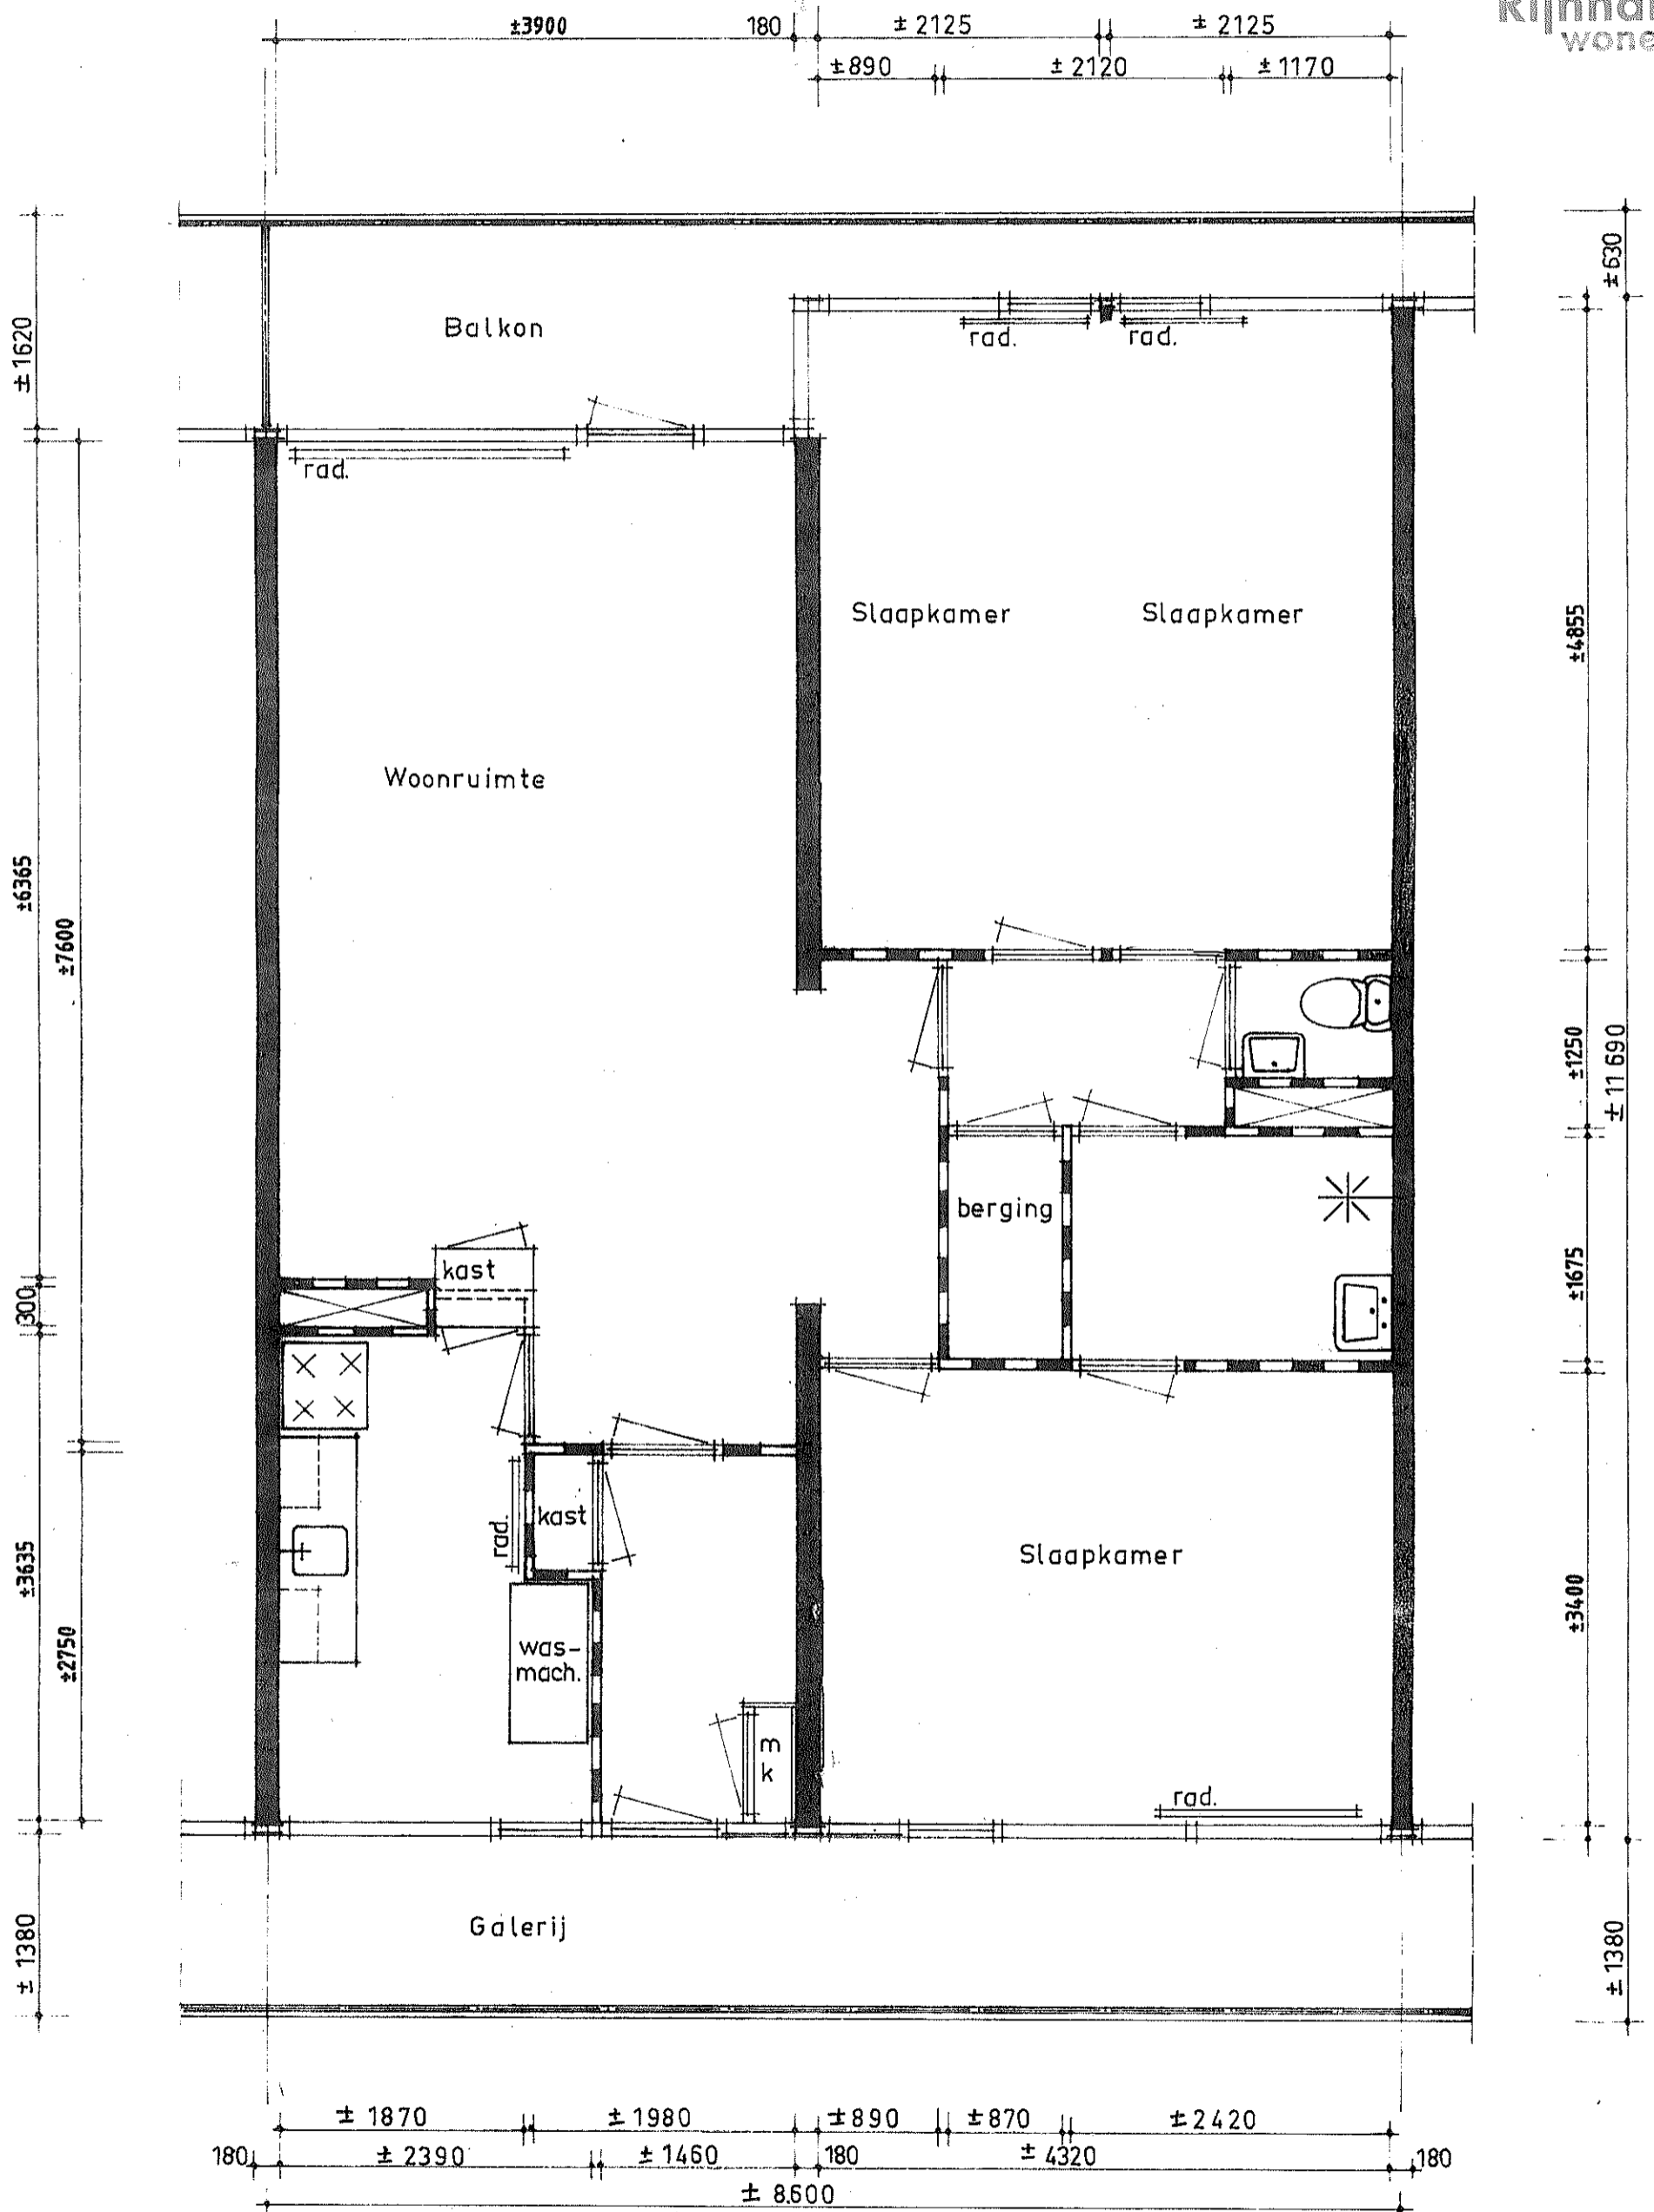 wone
±3900 180 ± 2125 ± 2125
±890 ± 2120 ± 1170
±630
± 1620
Balkon
rad. rad.
rad.
Slaapkamer Slaapkamer
±4855
Woonruimte
±6365
±7600
±1250
± 11 690
berging
kast
300
±1675
±3635
rad.
kast
Slaapkamer
±3400
±2750
was-
mach.
m
k
rad.
Galerij
± 1380
± 1380
± 1870 ± 1980 ±890 ±870 ±2420
180 ± 2390 ± 1460 180 ± 4320 180
± 8600